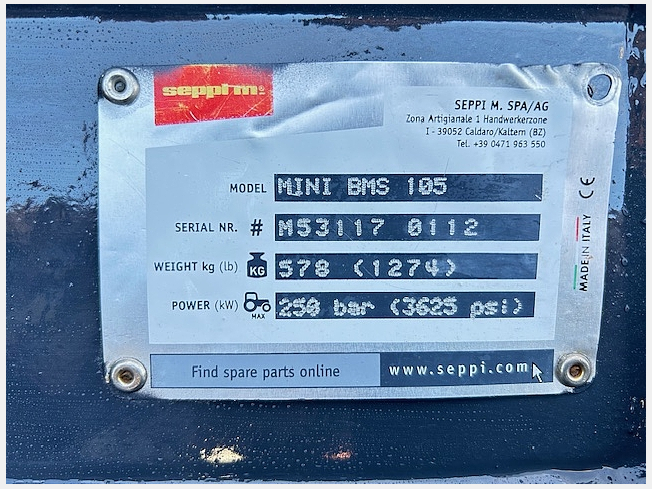 seppi m®
SEPPI M. SPA/AG
Zona Artigianale 1 Handwerkerzone
I - 39052 Caldaro/Kaltern (BZ)
Tel. +39 0471 963 550
MODEL MINI BMS 105
SERIAL NR. # M53117 0112
WEIGHT kg (lb) KG 578 (1274)
POWER (kW) MAX 250 bar (3625 psi)
Find spare parts online www.seppi.com
CE
MADE IN ITALY